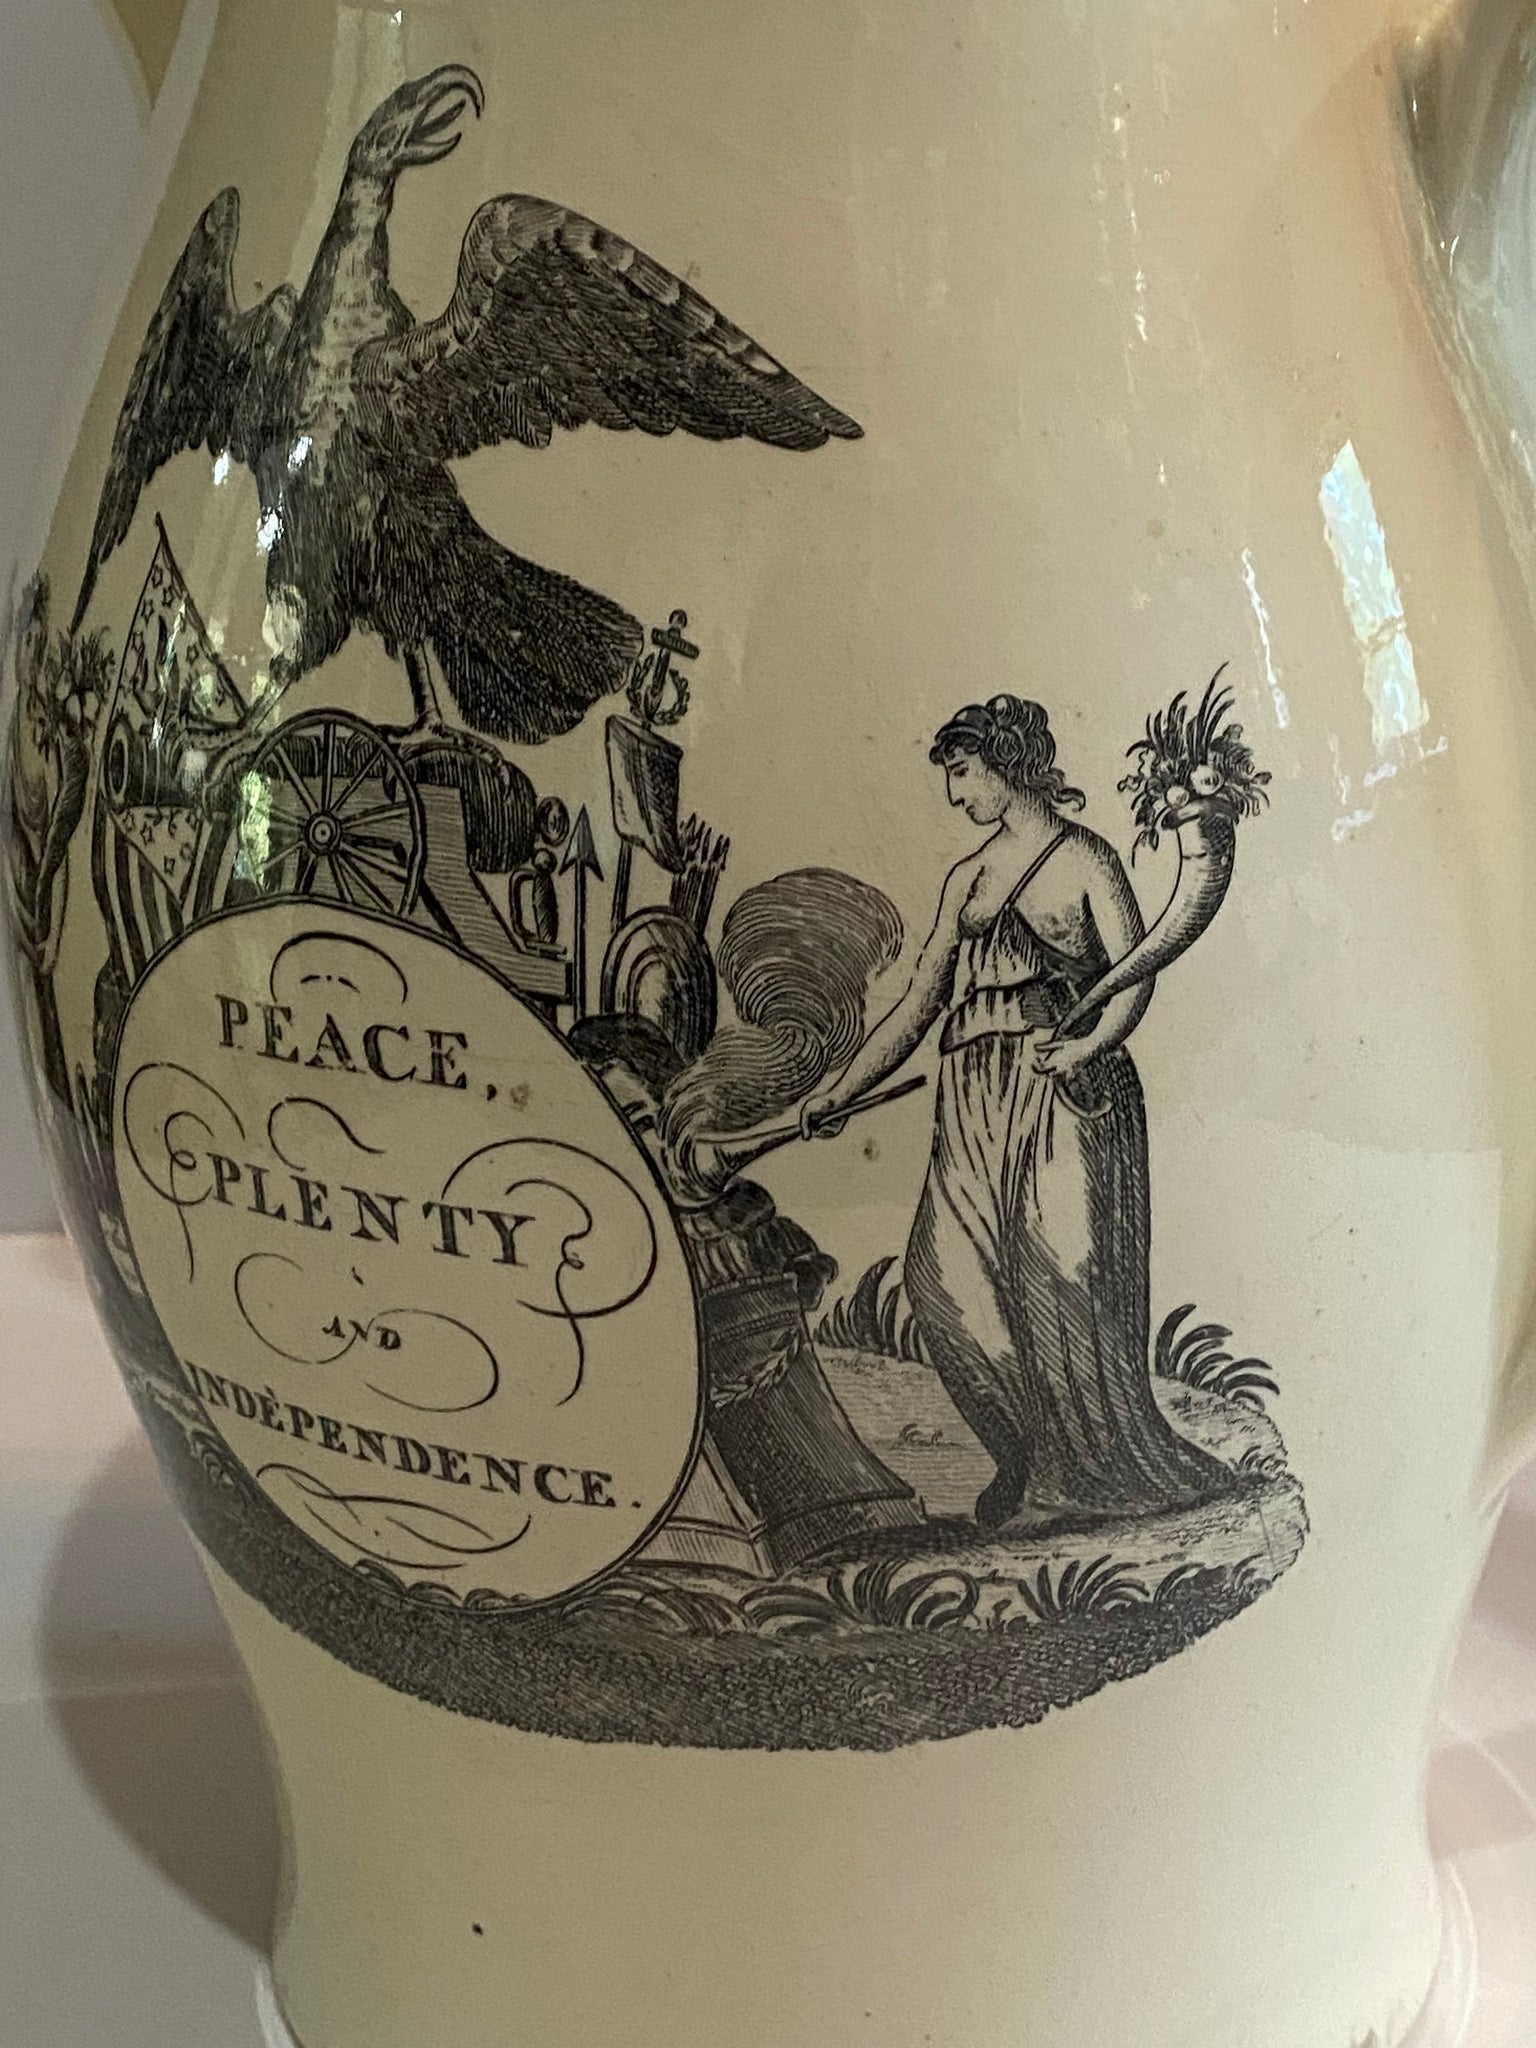 PEACE,
PLENTY
AND
INDEPENDENCE.